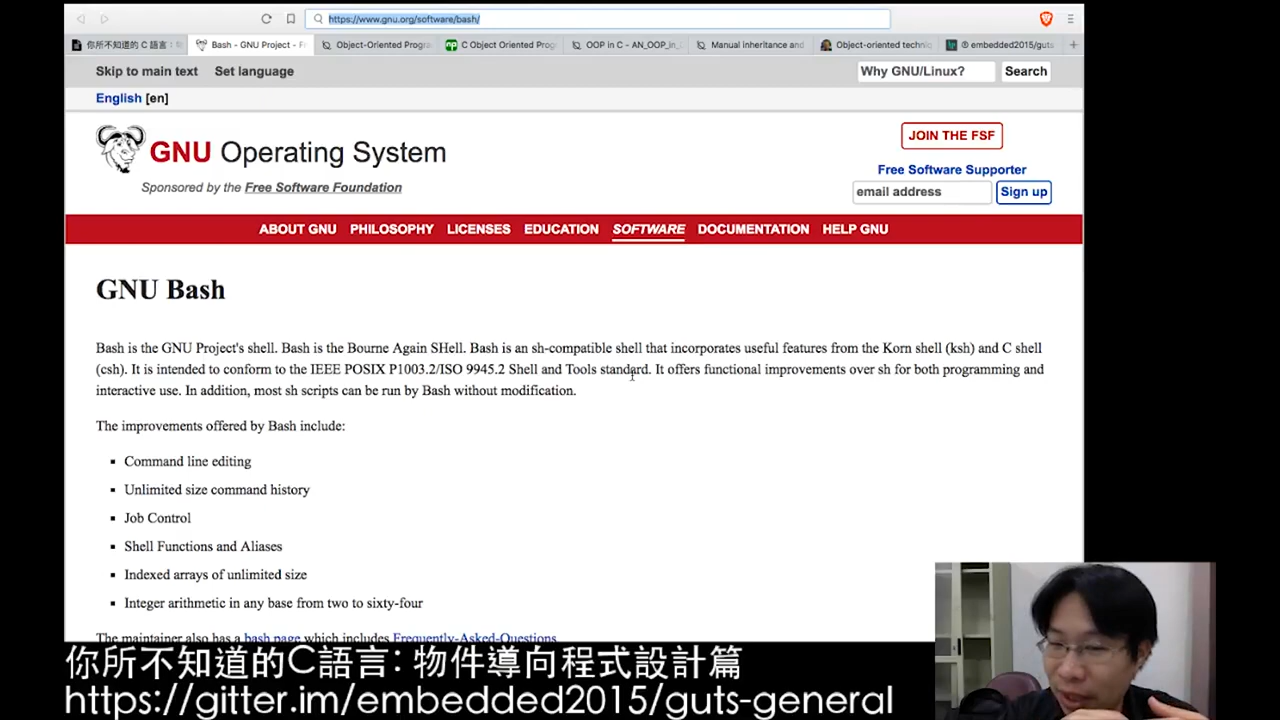 https://www.gnu.org/software/bash/
你所不知道的 C 語言：
Bash - GNU Project - F
Object-Oriented Progra
C Object Oriented Prog
OOP in C - AN_OOP_in_
Manual inheritance and
Object-oriented techni
embedded2015/guts
Skip to main text Set language
Why GNU/Linux? Search
English [en]
JOIN THE FSF
GNU Operating System
Free Software Supporter
Sponsored by the Free Software Foundation
email address Sign up
ABOUT GNU PHILOSOPHY LICENSES EDUCATION SOFTWARE DOCUMENTATION HELP GNU
GNU Bash
Bash is the GNU Project's shell. Bash is the Bourne Again SHell. Bash is an sh-compatible shell that incorporates useful features from the Korn shell (ksh) and C shell
(csh). It is intended to conform to the IEEE POSIX P1003.2/ISO 9945.2 Shell and Tools standard. It offers functional improvements over sh for both programming and
interactive use. In addition, most sh scripts can be run by Bash without modification.
The improvements offered by Bash include:
Command line editing
Unlimited size command history
Job Control
Shell Functions and Aliases
Indexed arrays of unlimited size
Integer arithmetic in any base from two to sixty-four
The maintainer also has a bash page which includes Frequently-Asked-Questions
你所不知道的C語言: 物件導向程式設計篇
https://gitter.im/embedded2015/guts-general